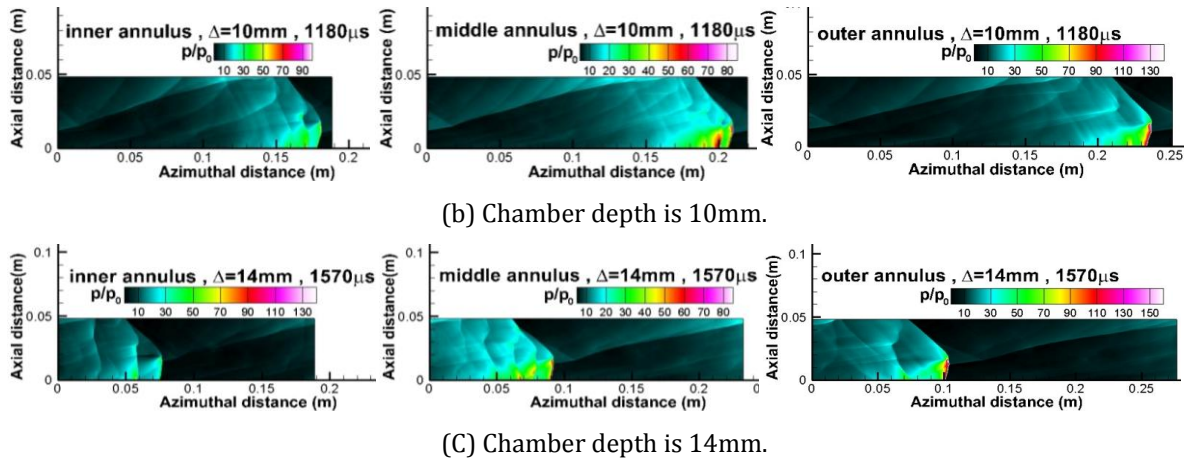 inner annulus , Δ=10mm , 1180μs
p/p0
10 30 50 70 90
Axial distance (m)
0.05
0
0 0.05 0.1 0.15 0.2
Azimuthal distance (m)
middle annulus , Δ=10mm , 1180μs
p/p0
10 20 30 40 50 60 70 80
Axial distance (m)
0.05
0
0 0.05 0.1 0.15 0.2
Azimuthal distance (m)
outer annulus , Δ=10mm , 1180μs
p/p0
10 30 50 70 90 110 130
Axial distance (m)
0.05
0
0 0.05 0.1 0.15 0.2 0.25
Azimuthal distance (m)
(b) Chamber depth is 10mm.
inner annulus , Δ=14mm , 1570μs
p/p0
10 30 50 70 90 110 130
Axial distance(m)
0.1
0.05
0
0 0.05 0.1 0.15 0.2
Azimuthal distance (m)
middle annulus , Δ=14mm , 1570μs
p/p0
10 20 30 40 50 60 70 80
Axial distance(m)
0.1
0.05
0
0 0.05 0.1 0.15 0.2
Azimuthal distance (m)
outer annulus , Δ=14mm , 1570μs
p/p0
10 30 50 70 90 110 150
Axial distance(m)
0.1
0.05
0
0 0.05 0.1 0.15 0.2 0.25
Azimuthal distance (m)
(C) Chamber depth is 14mm.